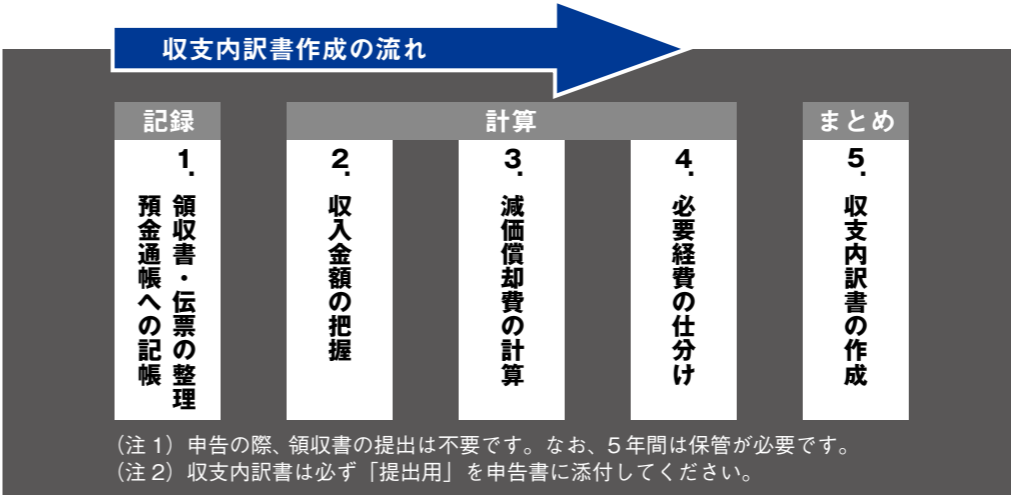 収支内訳書作成の流れ
記録
1. 領収書・伝票の整理
預金通帳への記帳
計算
2. 収入金額の把握
3. 減価償却費の計算
4. 必要経費の仕分け
まとめ
5. 収支内訳書の作成
（注 1）申告の際、領収書の提出は不要です。なお、5 年間は保管が必要です。
（注 2）収支内訳書は必ず「提出用」を申告書に添付してください。